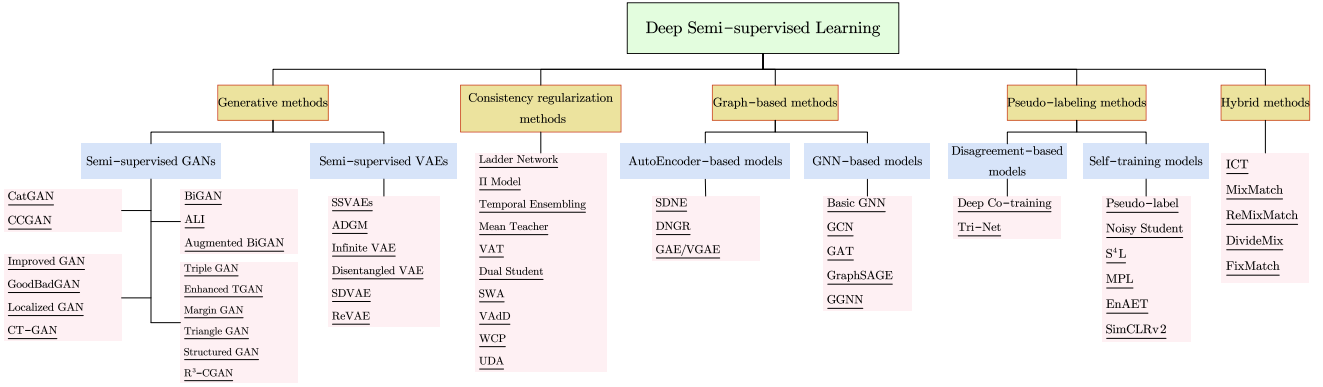 Deep Semi-supervised Learning
Generative methods
Semi-supervised GANs
CatGAN
CCGAN
Improved GAN
GoodBadGAN
Localized GAN
CT-GAN
BiGAN
ALI
Augmented BiGAN
Triple GAN
Enhanced TGAN
Margin GAN
Triangle GAN
Structured GAN
R³-CGAN
Semi-supervised VAEs
SSVAEs
ADGM
Infinite VAE
Disentangled VAE
SDVAE
ReVAE
Consistency regularization
methods
Ladder Network
Π Model
Temporal Ensembling
Mean Teacher
VAT
Dual Student
SWA
VAdD
WCP
UDA
Graph-based methods
AutoEncoder-based models
SDNE
DNGR
GAE/VGAE
GNN-based models
Basic GNN
GCN
GAT
GraphSAGE
GGNN
Pseudo-labeling methods
Disagreement-based
models
Deep Co-training
Tri-Net
Self-training models
Pseudo-label
Noisy Student
S⁴L
MPL
EnAET
SimCLRv2
Hybrid methods
ICT
MixMatch
ReMixMatch
DivideMix
FixMatch